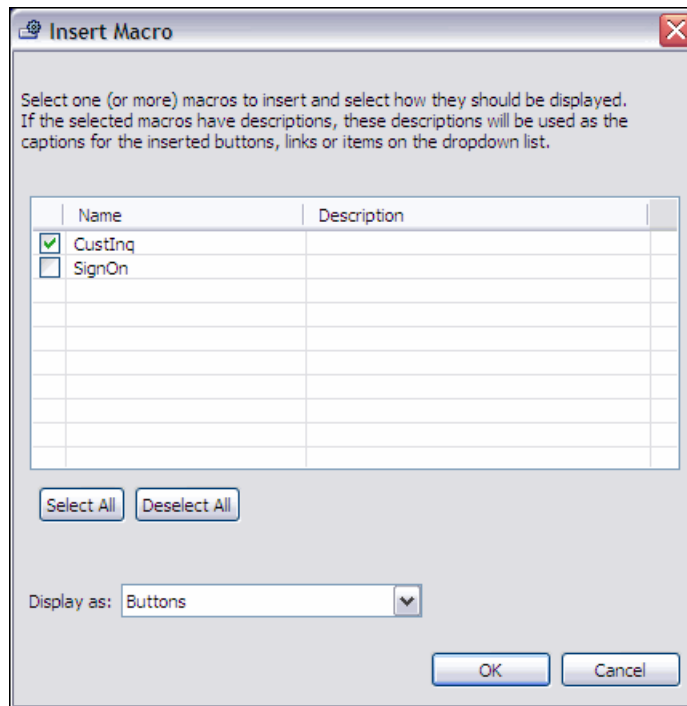 Insert Macro
Select one (or more) macros to insert and select how they should be displayed.
If the selected macros have descriptions, these descriptions will be used as the
captions for the inserted buttons, links or items on the dropdown list.
Name Description
CustInq
SignOn
Select All Deselect All
Display as: Buttons
OK Cancel